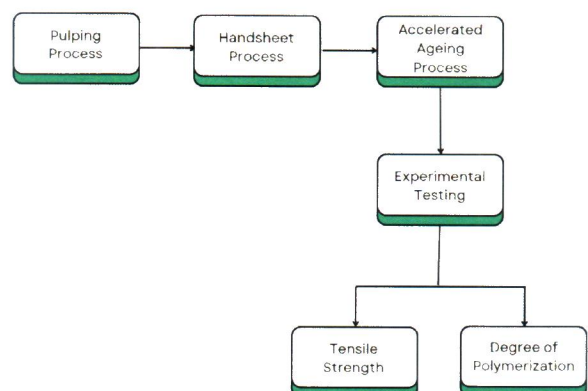 Pulping
Process
Handsheet
Process
Accelerated
Ageing
Process
Experimental
Testing
Tensile
Strength
Degree of
Polymerization